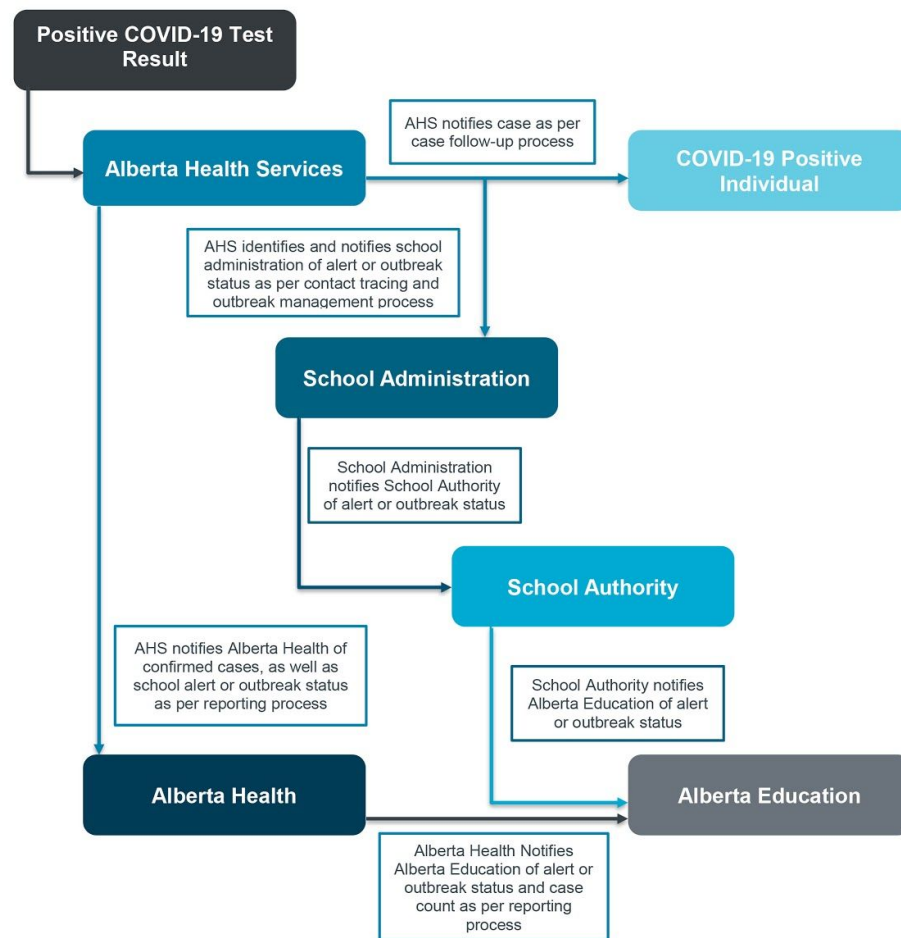 Positive COVID-19 Test
Result
AHS notifies case as per
case follow-up process
Alberta Health Services
COVID-19 Positive
Individual
AHS identifies and notifies school
administration of alert or outbreak
status as per contact tracing and
outbreak management process
School Administration
School Administration
notifies School Authority
of alert or outbreak status
School Authority
AHS notifies Alberta Health of
confirmed cases, as well as
school alert or outbreak status
as per reporting process
School Authority notifies
Alberta Education of alert
or outbreak status
Alberta Health
Alberta Education
Alberta Health Notifies
Alberta Education of alert or
outbreak status and case
count as per reporting
process